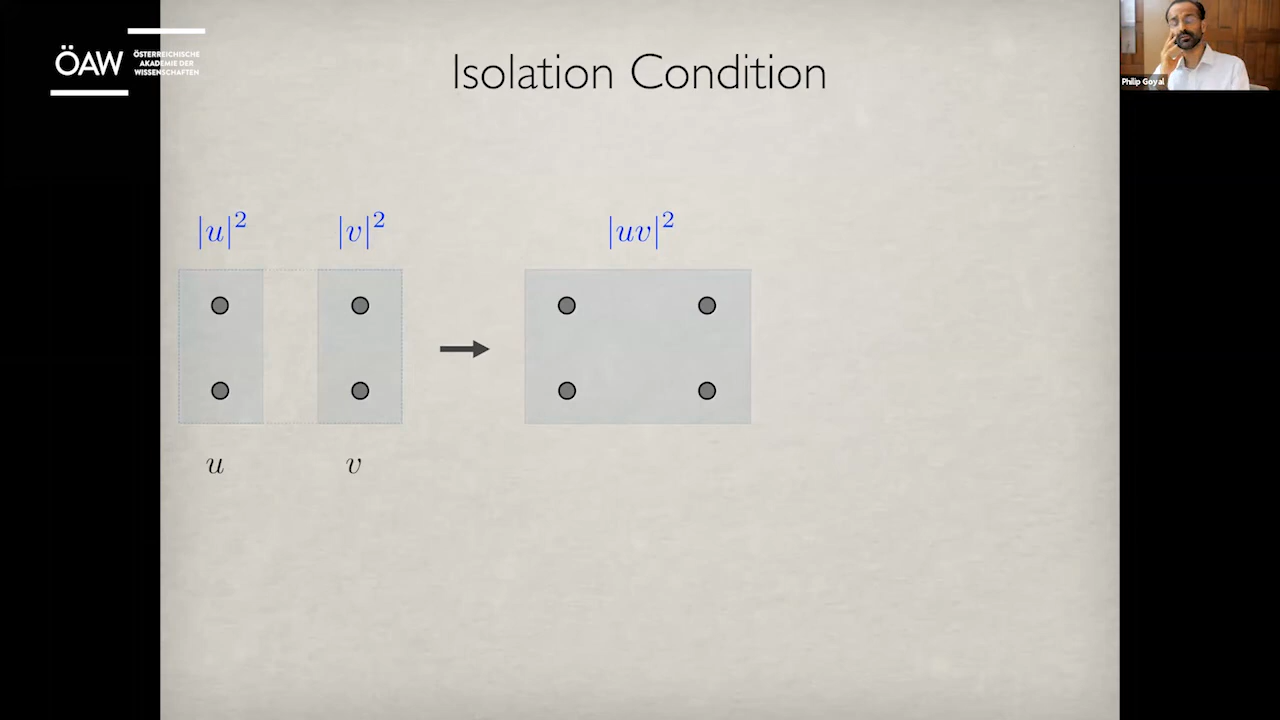 ÖAW
ÖSTERREICHISCHE
AKADEMIE DER
WISSENSCHAFTEN
Isolation Condition
Philip Goyal
|u|² |v|² |uv|²
u v